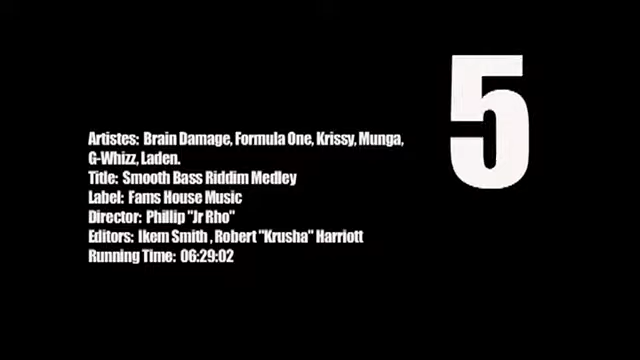 5
Artistes: Brain Damage, Formula One, Krissy, Munga,
G-Whizz, Laden.
Title: Smooth Bass Riddim Medley
Label: Fams House Music
Director: Phillip "Jr Rho"
Editors: Ikem Smith , Robert "Krusha" Harriott
Running Time: 06:29:02